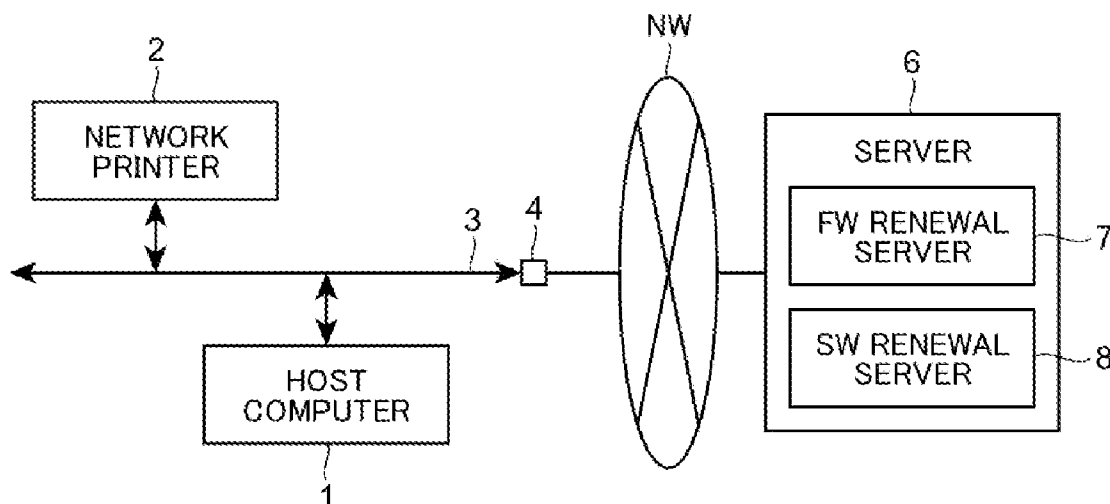 NW
2
6
NETWORK
PRINTER
SERVER
3
4
FW RENEWAL
SERVER
7
HOST
COMPUTER
SW RENEWAL
SERVER
8
1